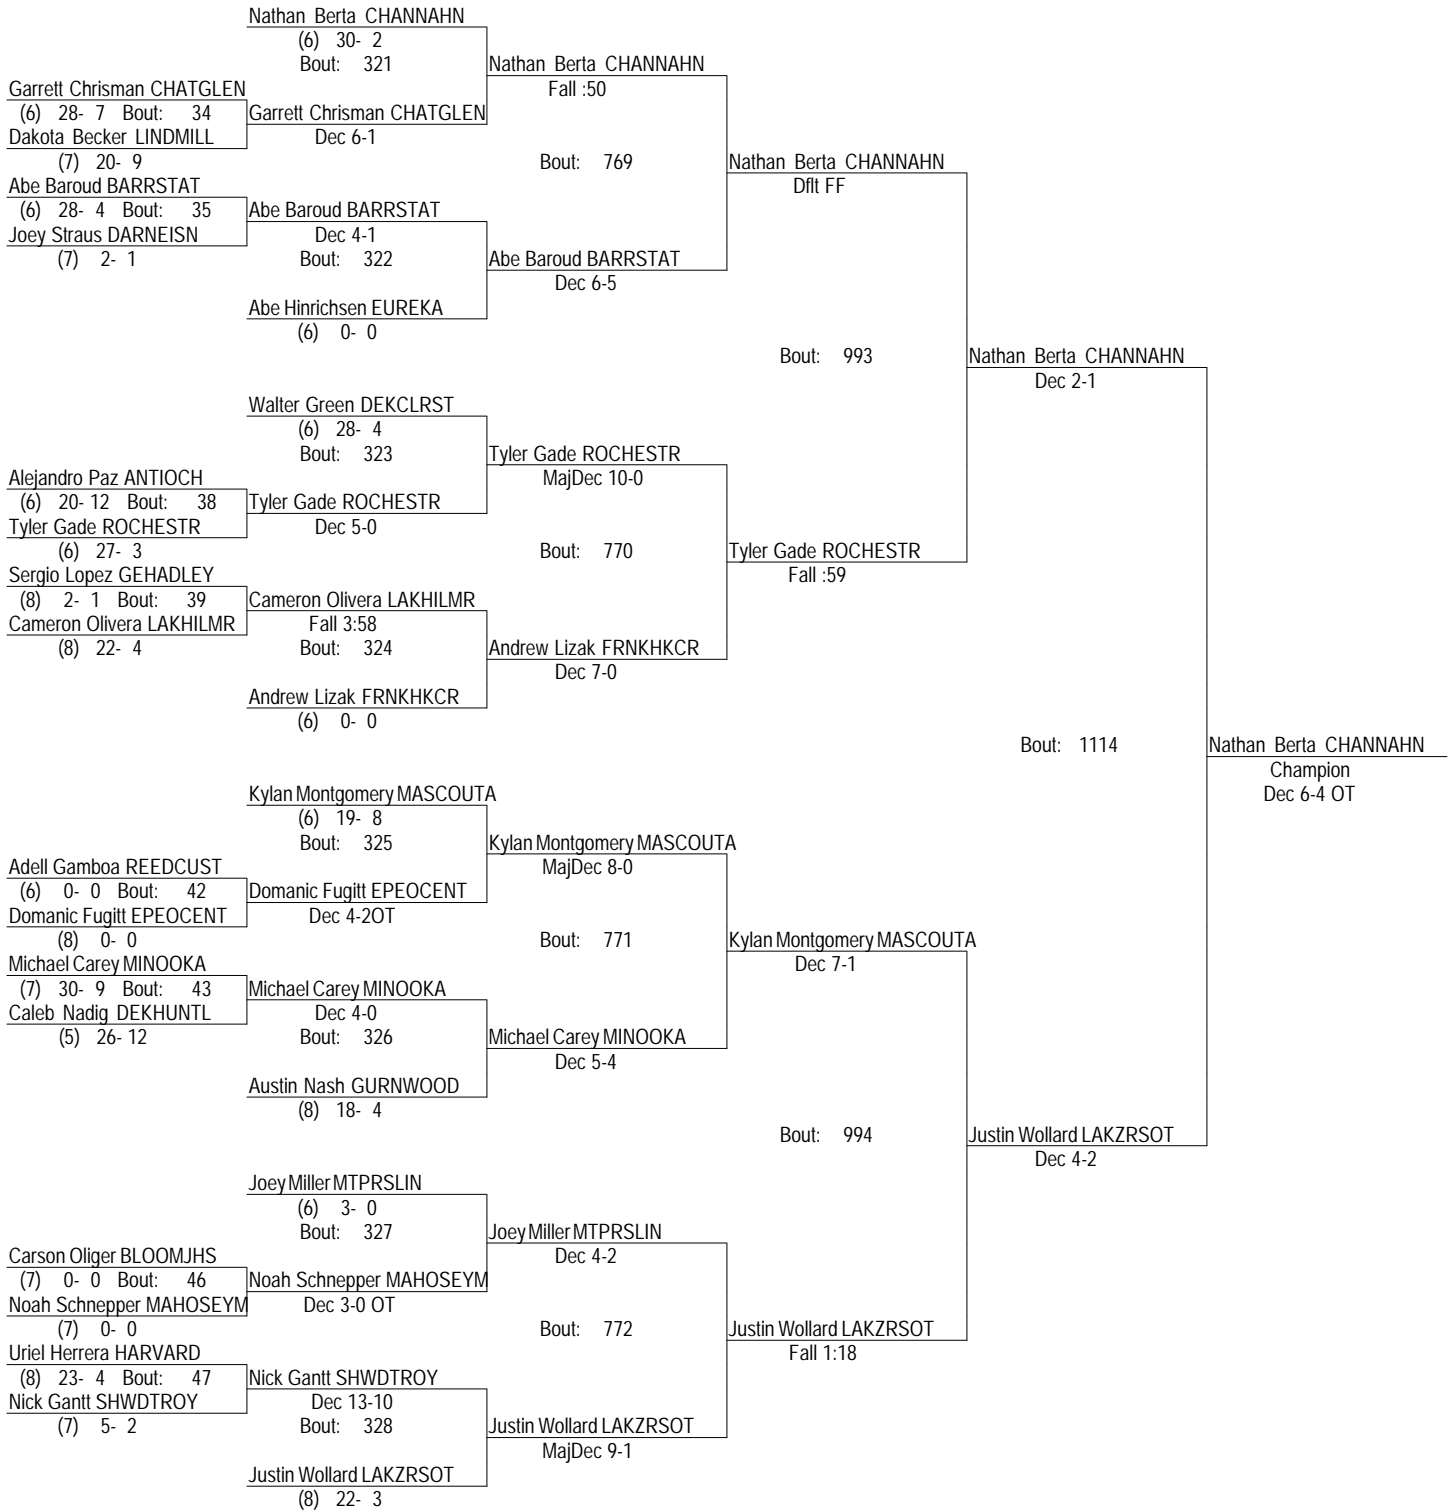 Nathan Berta CHANNAHN
(6) 30- 2
Bout: 321
Nathan Berta CHANNAHN
Fall :50
Garrett Chrisman CHATGLEN
(6) 28- 7 Bout: 34
Garrett Chrisman CHATGLEN
Dec 6-1
Dakota Becker LINDMILL
(7) 20- 9
Bout: 769
Nathan Berta CHANNAHN
Dflt FF
Abe Baroud BARRSTAT
(6) 28- 4 Bout: 35
Abe Baroud BARRSTAT
Dec 4-1
Joey Straus DARNEISN
(7) 2- 1
Bout: 322
Abe Baroud BARRSTAT
Dec 6-5
Abe Hinrichsen EUREKA
(6) 0- 0
Bout: 993
Nathan Berta CHANNAHN
Dec 2-1
Walter Green DEKCLRST
(6) 28- 4
Bout: 323
Tyler Gade ROCHESTR
MajDec 10-0
Alejandro Paz ANTIOCH
(6) 20- 12 Bout: 38
Tyler Gade ROCHESTR
Dec 5-0
Tyler Gade ROCHESTR
(6) 27- 3
Bout: 770
Tyler Gade ROCHESTR
Fall :59
Sergio Lopez GEHADLEY
(8) 2- 1 Bout: 39
Cameron Olivera LAKHILMR
Fall 3:58
Cameron Olivera LAKHILMR
(8) 22- 4
Bout: 324
Andrew Lizak FRNKHKCR
Dec 7-0
Andrew Lizak FRNKHKCR
(6) 0- 0
Bout: 1114
Nathan Berta CHANNAHN
Champion
Dec 6-4 OT
Kylan Montgomery MASCOUTA
(6) 19- 8
Bout: 325
Kylan Montgomery MASCOUTA
MajDec 8-0
Adell Gamboa REEDCUST
(6) 0- 0 Bout: 42
Domanic Fugitt EPEOCENT
Dec 4-2OT
Domanic Fugitt EPEOCENT
(8) 0- 0
Bout: 771
Kylan Montgomery MASCOUTA
Dec 7-1
Michael Carey MINOOKA
(7) 30- 9 Bout: 43
Michael Carey MINOOKA
Dec 4-0
Caleb Nadig DEKHUNTL
(5) 26- 12
Bout: 326
Michael Carey MINOOKA
Dec 5-4
Austin Nash GURNWOOD
(8) 18- 4
Bout: 994
Justin Wollard LAKZRSOT
Dec 4-2
Joey Miller MTPRSLIN
(6) 3- 0
Bout: 327
Joey Miller MTPRSLIN
Dec 4-2
Carson Oliger BLOOMJHS
(7) 0- 0 Bout: 46
Noah Schnepper MAHOSEYM
Dec 3-0 OT
Noah Schnepper MAHOSEYM
(7) 0- 0
Bout: 772
Justin Wollard LAKZRSOT
Fall 1:18
Uriel Herrera HARVARD
(8) 23- 4 Bout: 47
Nick Gantt SHWDTROY
Dec 13-10
Nick Gantt SHWDTROY
(7) 5- 2
Bout: 328
Justin Wollard LAKZRSOT
MajDec 9-1
Justin Wollard LAKZRSOT
(8) 22- 3